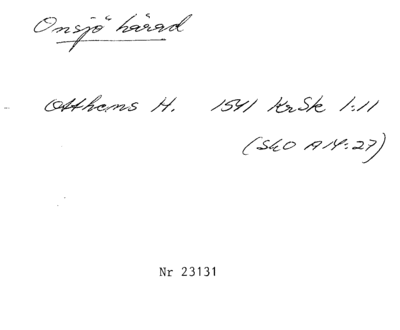 Onsjö härad
Otthems H. 1541 KrSk 1:11
(SkO A IV:27)
Nr 23131